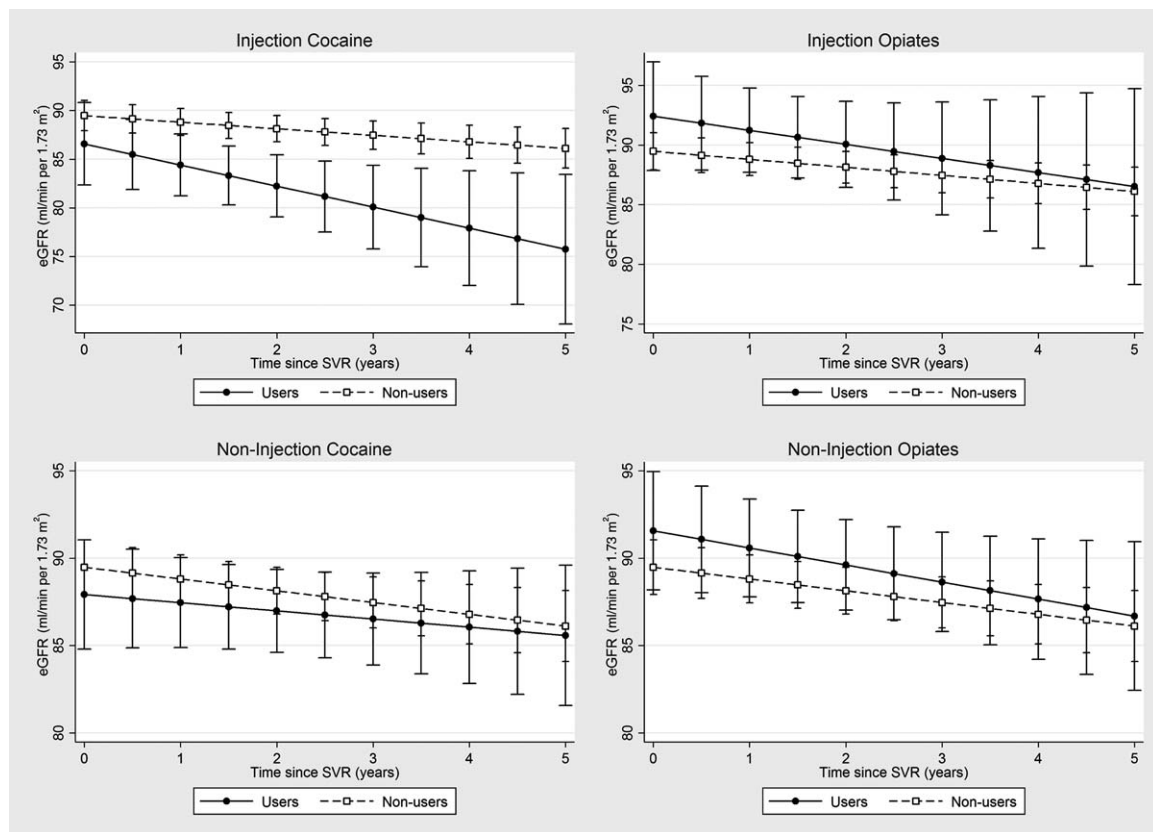 Injection Cocaine
eGFR (ml/min per 1.73 m²)
95
90
85
80
75
70
0 1 2 3 4 5
Time since SVR (years)
Users Non-users
Injection Opiates
eGFR (ml/min per 1.73 m²)
95
90
85
80
75
0 1 2 3 4 5
Time since SVR (years)
Users Non-users
Non-Injection Cocaine
eGFR (ml/min per 1.73 m²)
95
90
85
80
0 1 2 3 4 5
Time since SVR (years)
Users Non-users
Non-Injection Opiates
eGFR (ml/min per 1.73 m²)
95
90
85
80
0 1 2 3 4 5
Time since SVR (years)
Users Non-users